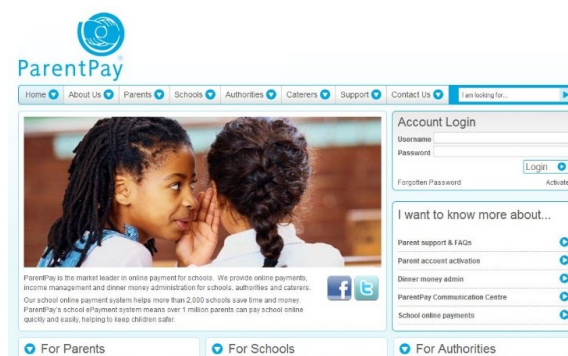 ParentPay
Home About Us Parents Schools Authorities Caterers Support Contact Us I am looking for...
Account Login
Username
Password
Login
Forgotten Password Activate
I want to know more about...
Parent support & FAQs
Parent account activation
Dinner money admin
ParentPay Communication Centre
School online payments
ParentPay is the market leader in online payment for schools. We provide online payments,
income management and dinner money administration for schools, authorities and caterers.
Our school online payment system helps more than 2,000 schools save time and money.
ParentPay's school ePayment system means over 1 million parents can pay school online
quickly and easily, helping to keep children safer.
For Parents For Schools For Authorities